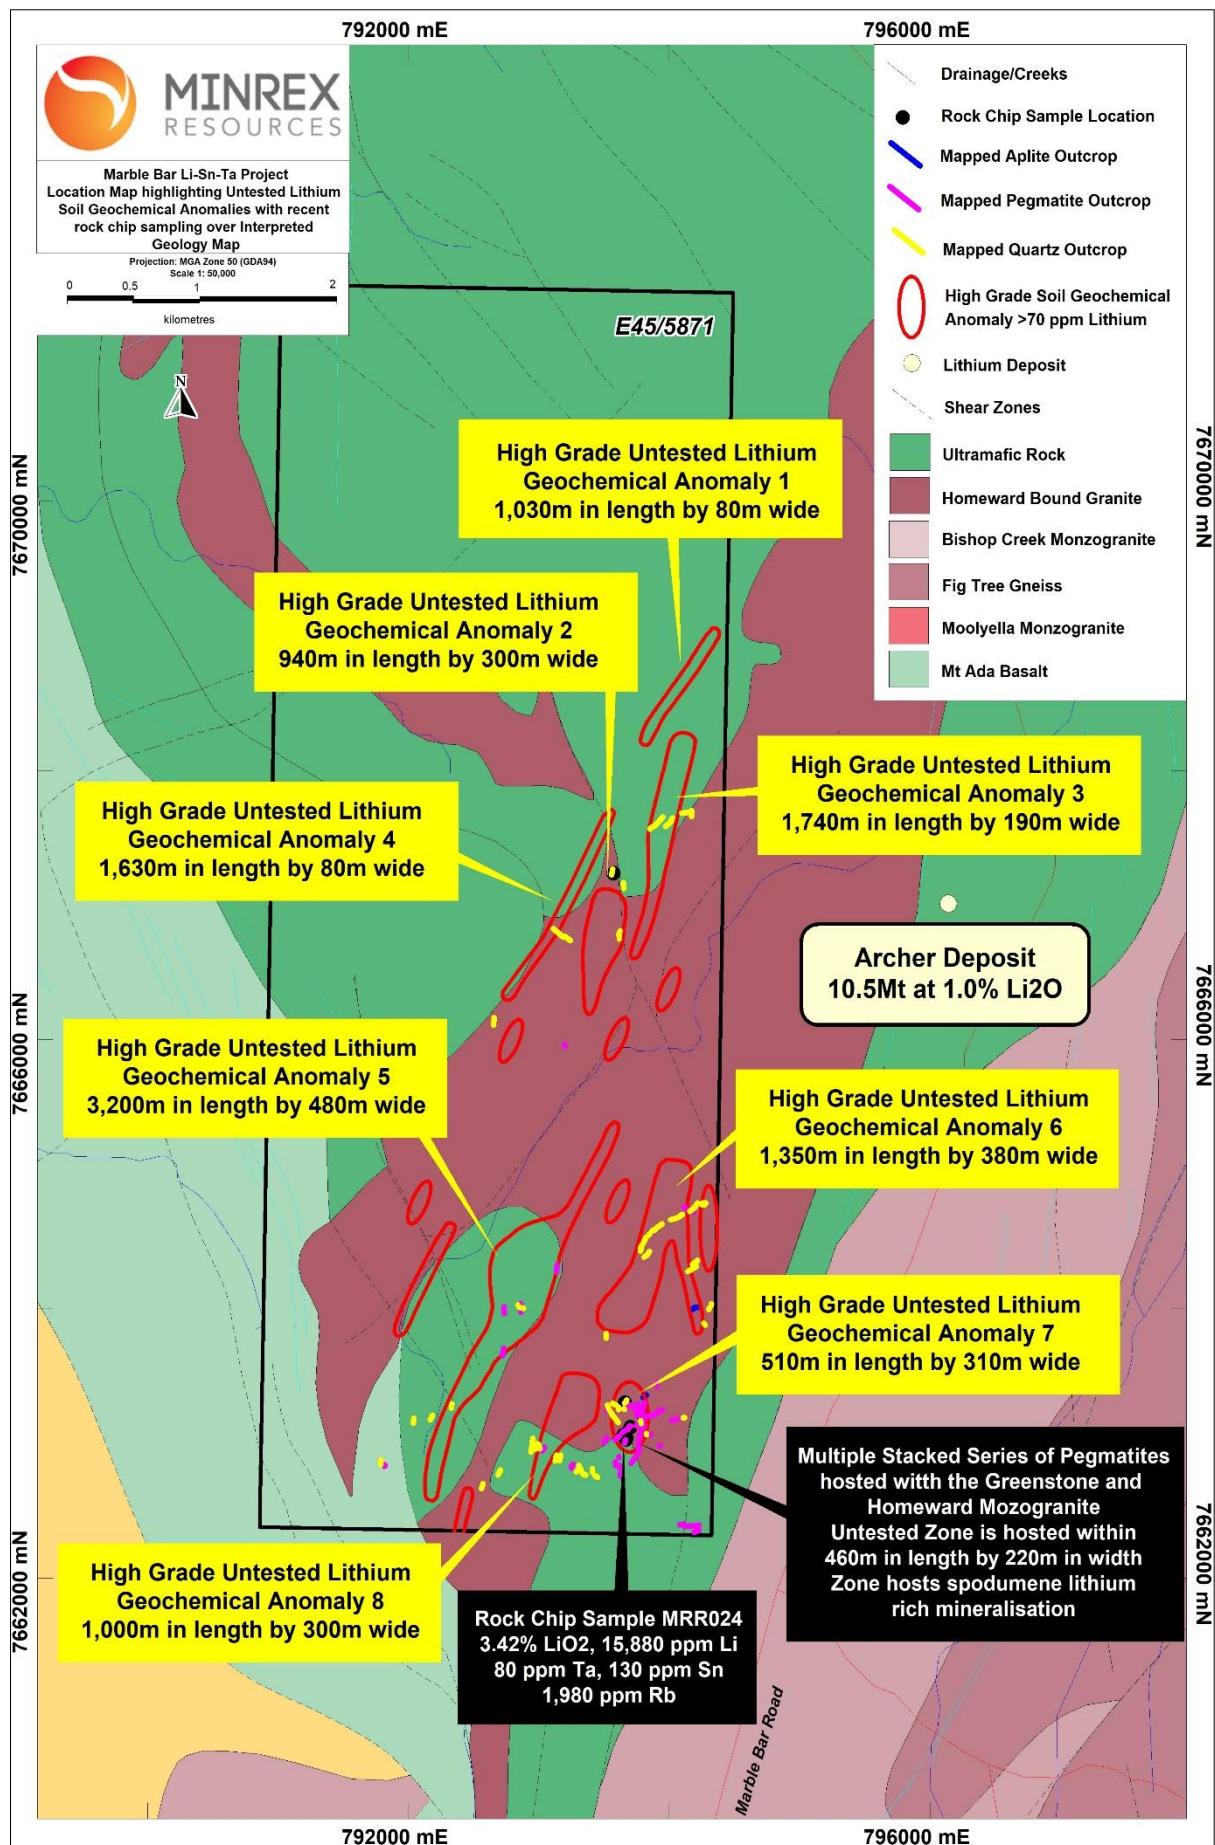 792000 mE
796000 mE
MINREX
RESOURCES
Marble Bar Li-Sn-Ta Project
Location Map highlighting Untested Lithium
Soil Geochemical Anomalies with recent
rock chip sampling over Interpreted
Geology Map
Projection: MGA Zone 50 (GDA94)
Scale 1: 50,000
0 0.5 1 2
kilometres
N
Drainage/Creeks
Rock Chip Sample Location
Mapped Aplite Outcrop
Mapped Pegmatite Outcrop
Mapped Quartz Outcrop
High Grade Soil Geochemical
Anomaly >70 ppm Lithium
Lithium Deposit
Shear Zones
Ultramafic Rock
Homeward Bound Granite
Bishop Creek Monzogranite
Fig Tree Gneiss
Moolyella Monzogranite
Mt Ada Basalt
E45/5871
7670000 mN
7670000 mN
High Grade Untested Lithium
Geochemical Anomaly 1
1,030m in length by 80m wide
High Grade Untested Lithium
Geochemical Anomaly 2
940m in length by 300m wide
High Grade Untested Lithium
Geochemical Anomaly 3
1,740m in length by 190m wide
High Grade Untested Lithium
Geochemical Anomaly 4
1,630m in length by 80m wide
Archer Deposit
10.5Mt at 1.0% Li2O
7666000 mN
7666000 mN
High Grade Untested Lithium
Geochemical Anomaly 5
3,200m in length by 480m wide
High Grade Untested Lithium
Geochemical Anomaly 6
1,350m in length by 380m wide
High Grade Untested Lithium
Geochemical Anomaly 7
510m in length by 310m wide
Multiple Stacked Series of Pegmatites
hosted witth the Greenstone and
Homeward Mozogranite
Untested Zone is hosted within
460m in length by 220m in width
Zone hosts spodumene lithium
rich mineralisation
7662000 mN
7662000 mN
High Grade Untested Lithium
Geochemical Anomaly 8
1,000m in length by 300m wide
Rock Chip Sample MRR024
3.42% LiO2, 15,880 ppm Li
80 ppm Ta, 130 ppm Sn
1,980 ppm Rb
Marble Bar Road
792000 mE
796000 mE